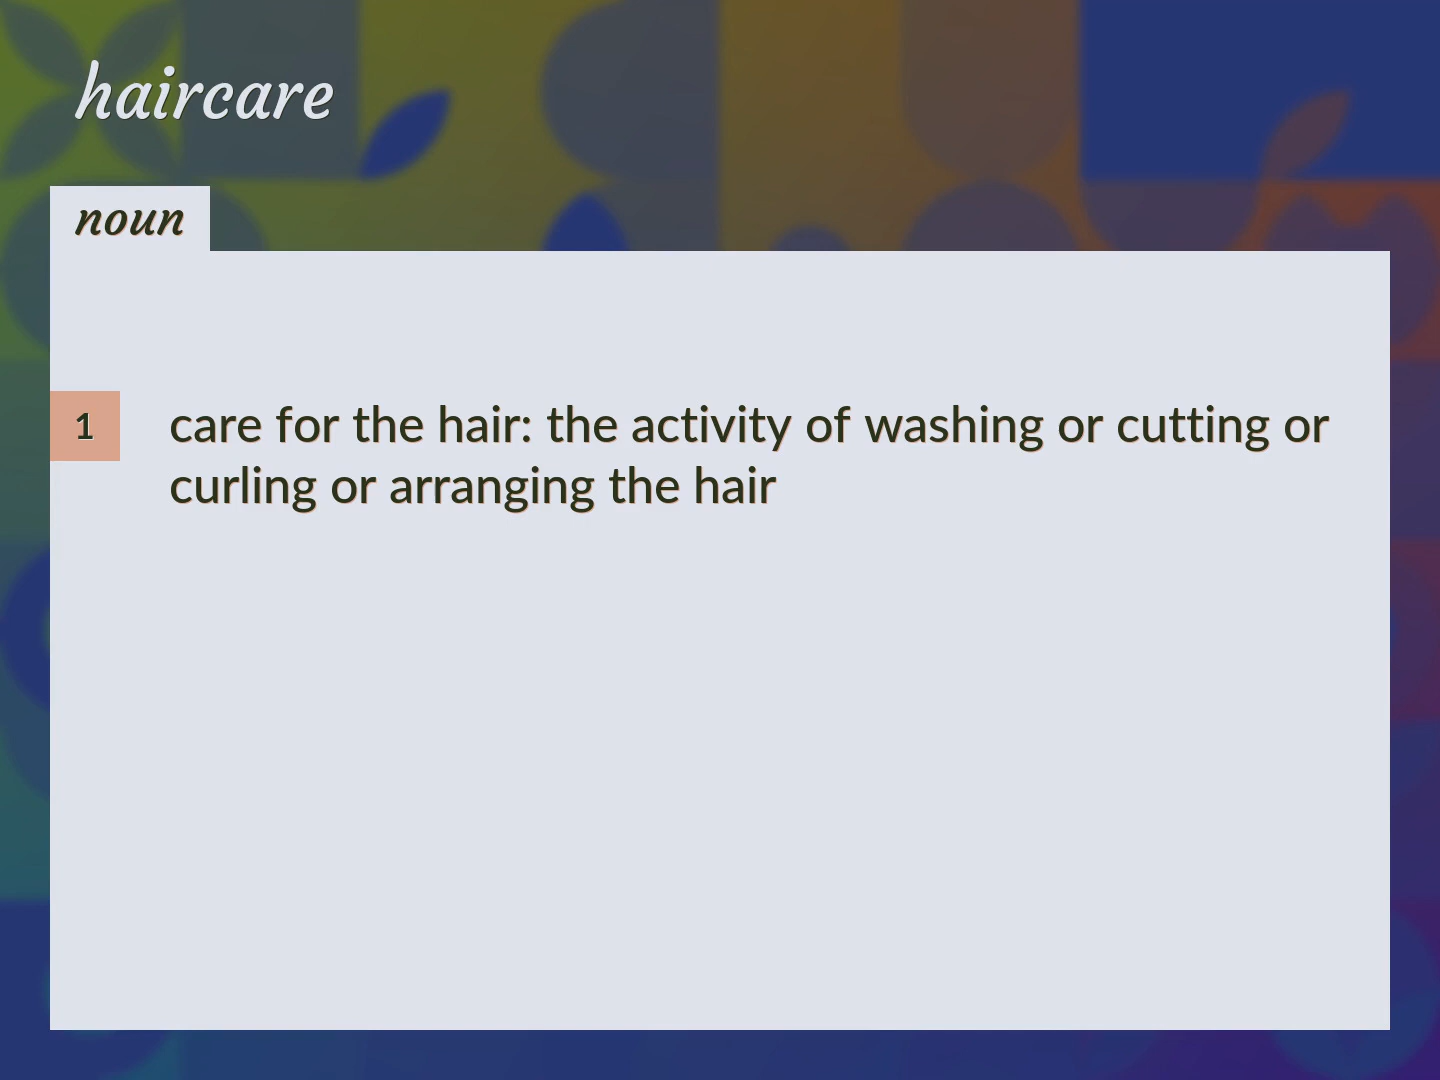 haircare
noun
1 care for the hair: the activity of washing or cutting or
curling or arranging the hair